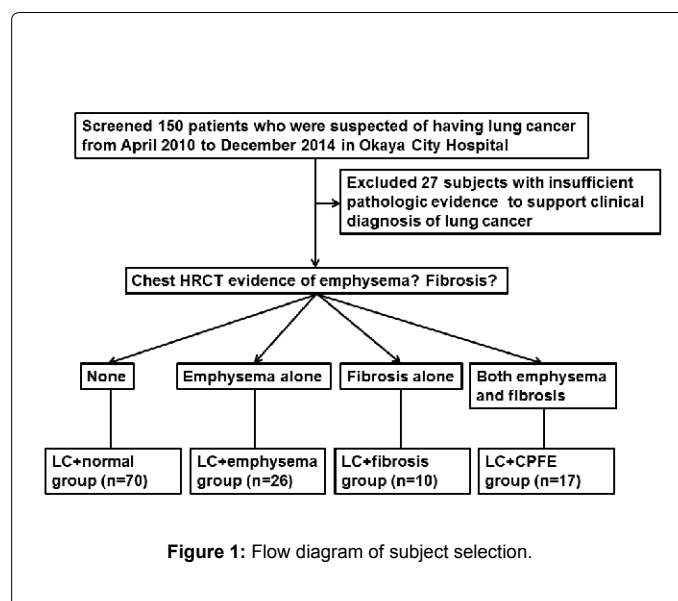 Screened 150 patients who were suspected of having lung cancer
from April 2010 to December 2014 in Okaya City Hospital
Excluded 27 subjects with insufficient
pathologic evidence to support clinical
diagnosis of lung cancer
Chest HRCT evidence of emphysema? Fibrosis?
None
Emphysema alone
Fibrosis alone
Both emphysema
and fibrosis
LC+normal
group (n=70)
LC+emphysema
group (n=26)
LC+fibrosis
group (n=10)
LC+CPFE
group (n=17)
Figure 1: Flow diagram of subject selection.